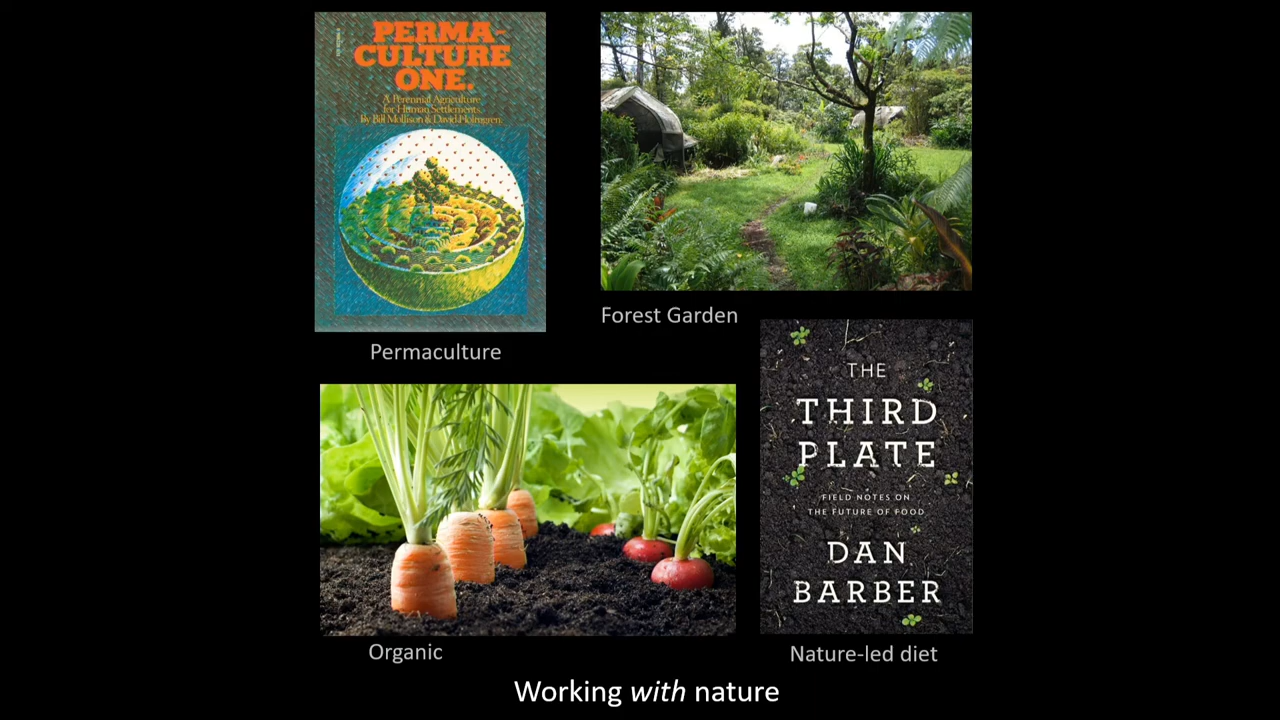 PERMA-
CULTURE
ONE.
A Perennial Agriculture
for Human Settlements.
By Bill Mollison & David Holmgren.
Permaculture
Forest Garden
THE
THIRD
PLATE
FIELD NOTES ON
THE FUTURE OF FOOD
DAN
BARBER
Organic
Nature-led diet
Working with nature